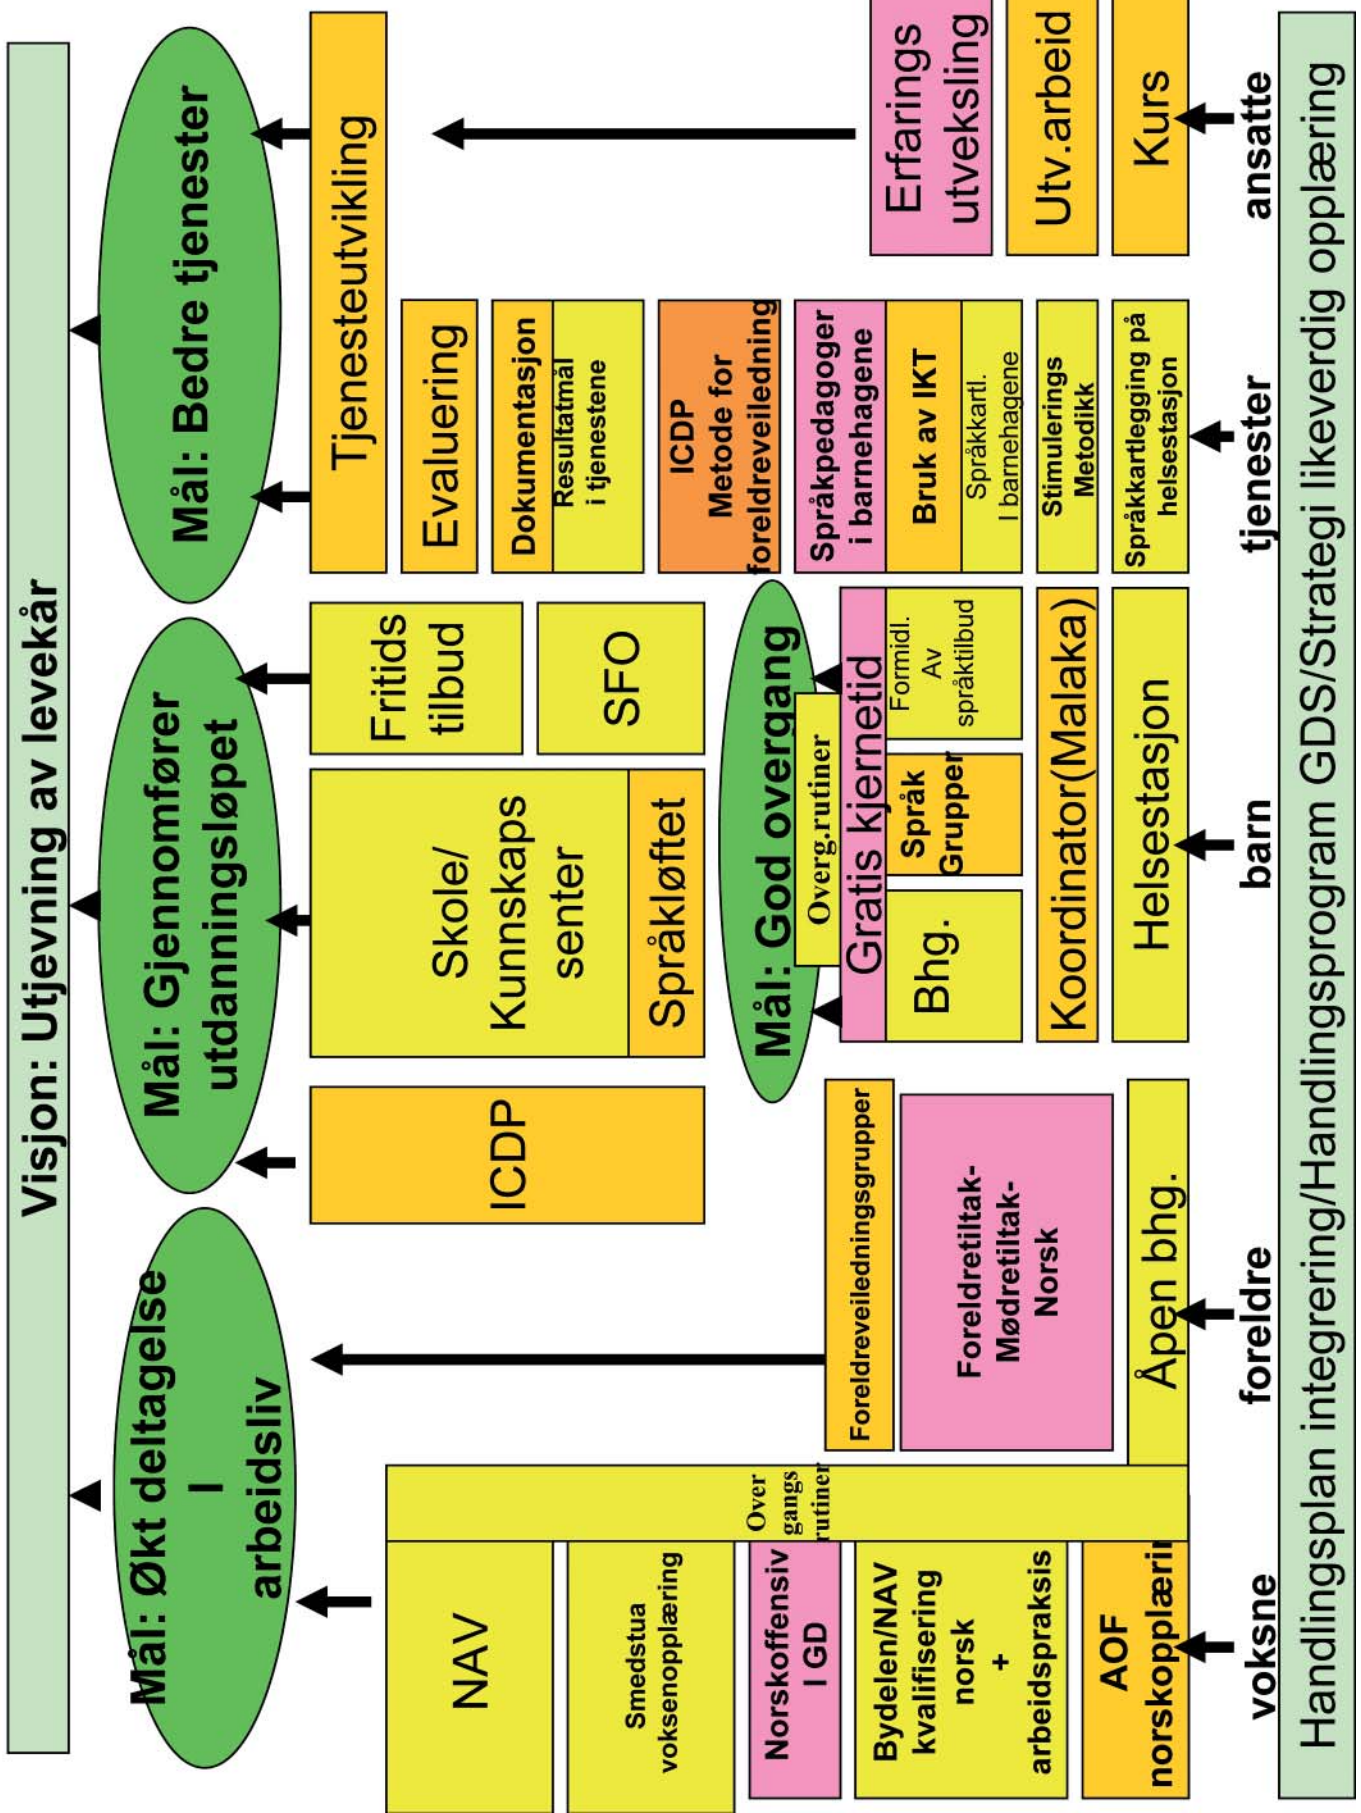 Visjon: Utjevning av levekår
Mål: Økt deltagelse
I
arbeidsliv
Mål: Gjennomfører
utdanningsløpet
Mål: Bedre tjenester
NAV
Smedstua
voksenopplæring
Norskoffensiv
I GD
Bydelen/NAV
kvalifisering
norsk
+
arbeidspraksis
AOF
norskopplærin
Over
gangs
rutiner
voksne
Foreldreveiledningsgrupper
Foreldretiltak-
Mødretiltak-
Norsk
Åpen bhg.
foreldre
ICDP
Skole/
Kunnskaps
senter
Språkløftet
Fritids
tilbud
SFO
Mål: God overgang
Overg.rutiner
Gratis kjernetid
Bhg.
Språk
Grupper
Formidl.
Av
språktilbud
Koordinator(Malaka)
Helsestasjon
barn
Tjenesteutvikling
Evaluering
Dokumentasjon
Resultatmål
i tjenestene
ICDP
Metode for
foreldreveiledning
Språkpedagoger
i barnehagene
Bruk av IKT
Språkkartl.
I barnehagene
Stimulerings
Metodikk
Språkkartlegging på
helsestasjon
tjenester
Erfarings
utveksling
Utv.arbeid
Kurs
ansatte
Handlingsplan integrering/Handlingsprogram GDS/Strategi likeverdig opplæring